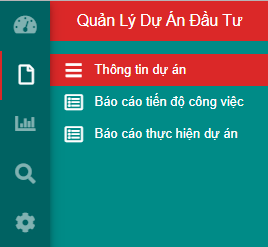 Quản Lý Dự Án Đầu Tư
Thông tin dự án
Báo cáo tiến độ công việc
Báo cáo thực hiện dự án